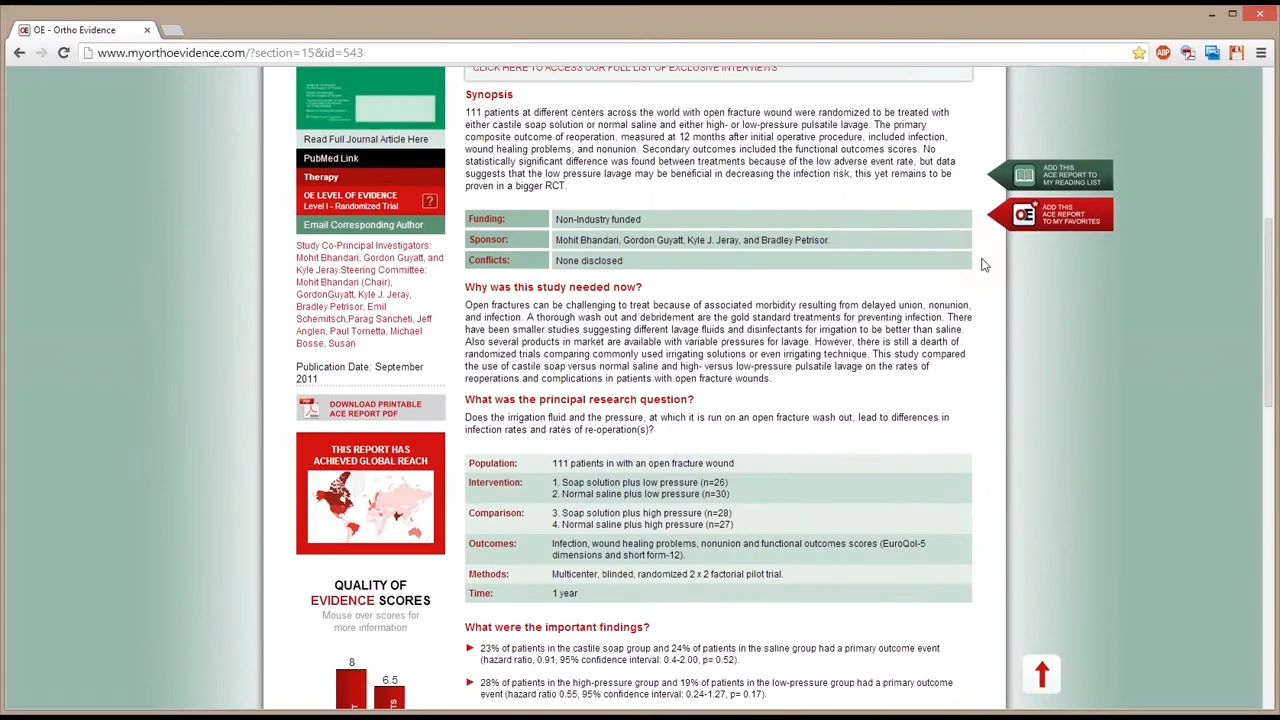 OE - Ortho Evidence
www.myorthoevidence.com/?section=15&id=543
ABP
CLICK HERE TO ACCESS OUR FULL LIST OF EXCLUSIVE INTERVIEWS
Read Full Journal Article Here
PubMed Link
Therapy
OE LEVEL OF EVIDENCE
Level I - Randomized Trial
?
Email Corresponding Author
Study Co-Principal Investigators:
Mohit Bhandari, Gordon Guyatt, and
Kyle Jeray.Steering Committee:
Mohit Bhandari (Chair),
GordonGuyatt, Kyle J. Jeray,
Bradley Petrisor, Emil
Schemitsch,Parag Sancheti, Jeff
Anglen, Paul Tornetta, Michael
Bosse, Susan
Publication Date: September
2011
DOWNLOAD PRINTABLE
ACE REPORT PDF
THIS REPORT HAS
ACHIEVED GLOBAL REACH
QUALITY OF
EVIDENCE SCORES
Mouse over scores for
more information
8
6.5
Synopsis
111 patients at different centers across the world with open fracture wound were randomized to be treated with
either castile soap solution or normal saline and either high- or low-pressure pulsatile lavage. The primary
composite outcome of reoperation, measured at 12 months after initial operative procedure, included infection,
wound healing problems, and nonunion. Secondary outcomes included the functional outcomes scores. No
statistically significant difference was found between treatments because of the low adverse event rate, but data
suggests that the low pressure lavage may be beneficial in decreasing the infection risk, this yet remains to be
proven in a bigger RCT.
Funding: Non-Industry funded
Sponsor: Mohit Bhandari, Gordon Guyatt, Kyle J. Jeray, and Bradley Petrisor.
Conflicts: None disclosed
Why was this study needed now?
Open fractures can be challenging to treat because of associated morbidity resulting from delayed union, nonunion,
and infection. A thorough wash out and debridement are the gold standard treatments for preventing infection. There
have been smaller studies suggesting different lavage fluids and disinfectants for irrigation to be better than saline.
Also several products in market are available with variable pressures for lavage. However, there is still a dearth of
randomized trials comparing commonly used irrigating solutions or even irrigating technique. This study compared
the use of castile soap versus normal saline and high- versus low-pressure pulsatile lavage on the rates of
reoperations and complications in patients with open fracture wounds.
What was the principal research question?
Does the irrigation fluid and the pressure, at which it is run on an open fracture wash out, lead to differences in
infection rates and rates of re-operation(s)?
Population: 111 patients in with an open fracture wound
Intervention: 1. Soap solution plus low pressure (n=26)
2. Normal saline plus low pressure (n=30)
Comparison: 3. Soap solution plus high pressure (n=28)
4. Normal saline plus high pressure (n=27)
Outcomes: Infection, wound healing problems, nonunion and functional outcomes scores (EuroQol-5
dimensions and short form-12).
Methods: Multicenter, blinded, randomized 2 x 2 factorial pilot trial.
Time: 1 year
What were the important findings?
23% of patients in the castile soap group and 24% of patients in the saline group had a primary outcome event
(hazard ratio, 0.91, 95% confidence interval: 0.4-2.00, p= 0.52).
28% of patients in the high-pressure group and 19% of patients in the low-pressure group had a primary outcome
event (hazard ratio 0.55, 95% confidence interval: 0.24-1.27, p= 0.17).
ADD THIS
ACE REPORT TO
MY READING LIST
OE
ADD THIS
ACE REPORT
TO MY FAVORITES